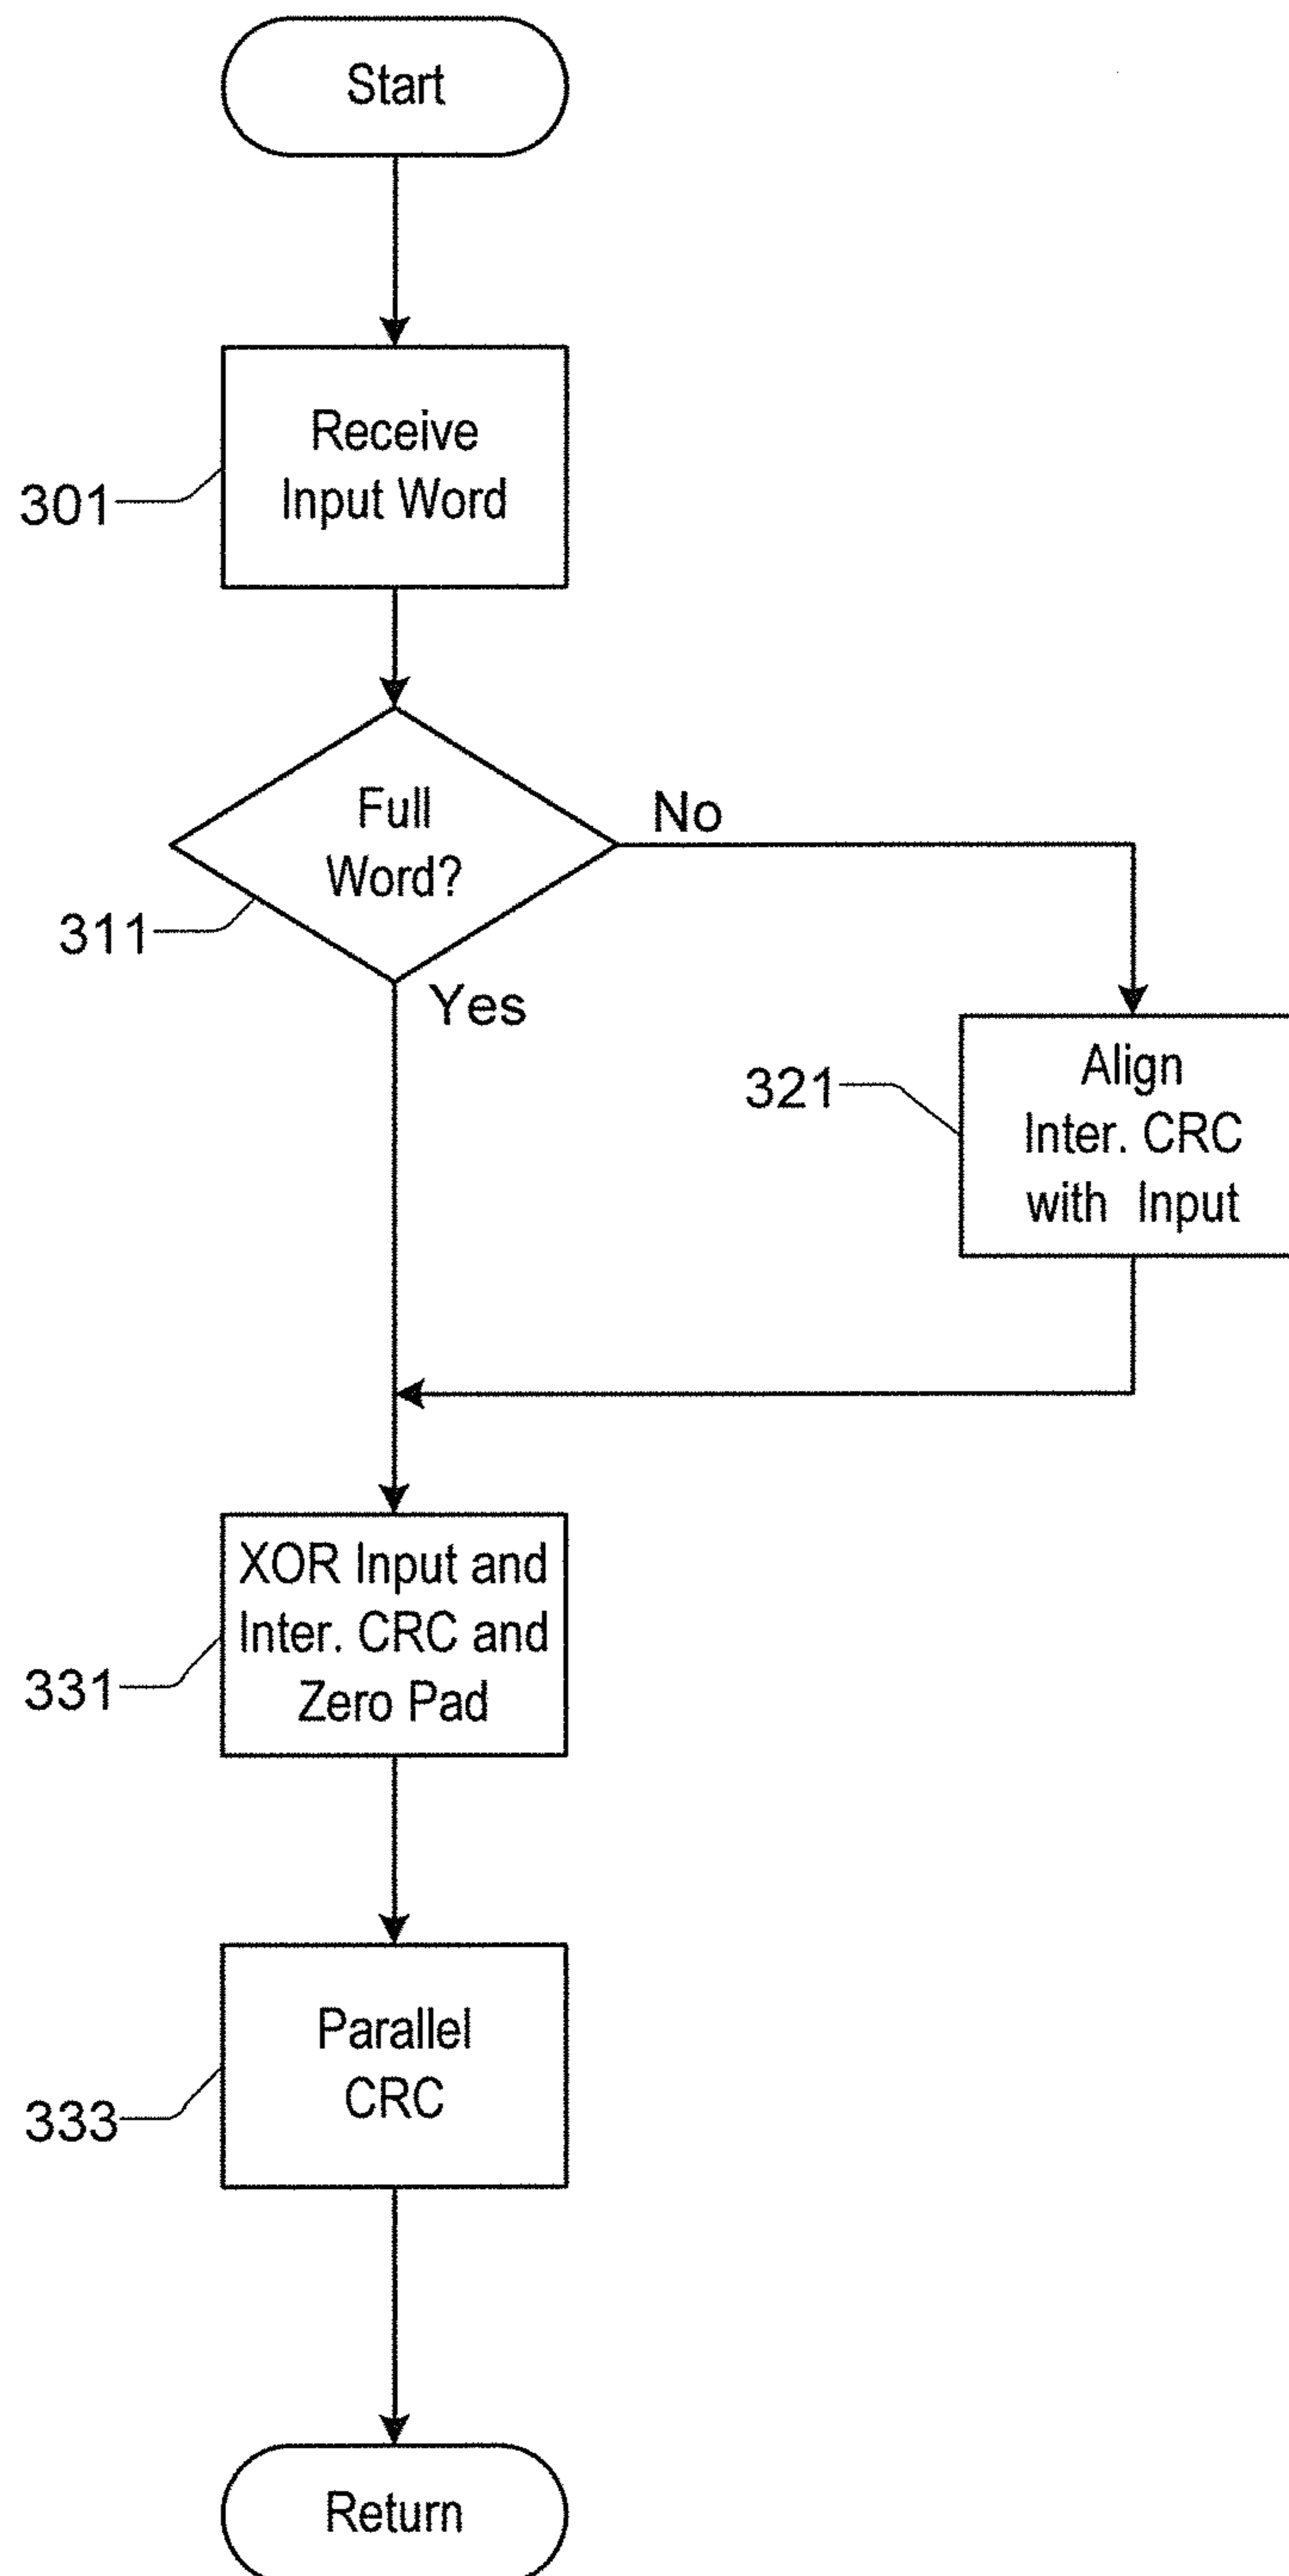 Start
Receive
Input Word
301
Full
Word?
No
311
Yes
Align
Inter. CRC
with Input
321
XOR Input and
Inter. CRC and
Zero Pad
331
Parallel
CRC
333
Return